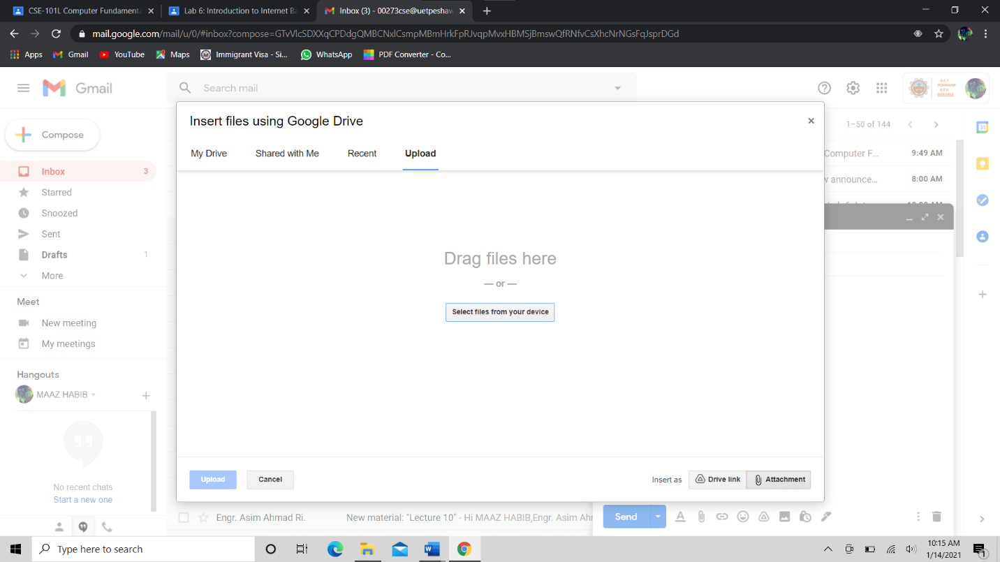 CSE-101L Computer Fundamenta
Lab 6: Introduction to Internet Ba
Inbox (3) - 00273cse@uetpeshaw
mail.google.com/mail/u/0/#inbox?compose=GTvVlcSDXXqCPDdgQMBCNxlCsmpMBmHrkFpRJvqpMvxHBMSjBmswQfRNfvCsXhcNrNGsFqJsprDGd
Apps Gmail YouTube Maps Immigrant Visa - Si... WhatsApp PDF Converter - Co...
Gmail
Search mail
U.E.T
PESHAWAR
K.P.K
WEB MAIL
Insert files using Google Drive
1–50 of 144
Compose
My Drive Shared with Me Recent Upload
Computer F... 9:49 AM
Inbox 3
w announce... 8:00 AM
Starred
Snoozed
Sent
Drafts 1
More
Drag files here
— or —
Select files from your device
Meet
New meeting
My meetings
Hangouts
MAAZ HABIB
No recent chats
Start a new one
Upload Cancel
Insert as Drive link Attachment
Engr. Asim Ahmad Ri. New material: "Lecture 10" - Hi MAAZ HABIB,Engr. Asim Ahm
Send
Type here to search
10:15 AM
1/14/2021
1